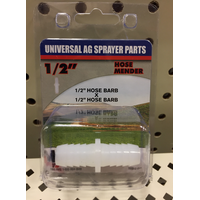 UNIVERSAL AG SPRAYER PARTS
1/2"
HOSE
MENDER
1/2" HOSE BARB
X
1/2" HOSE BARB